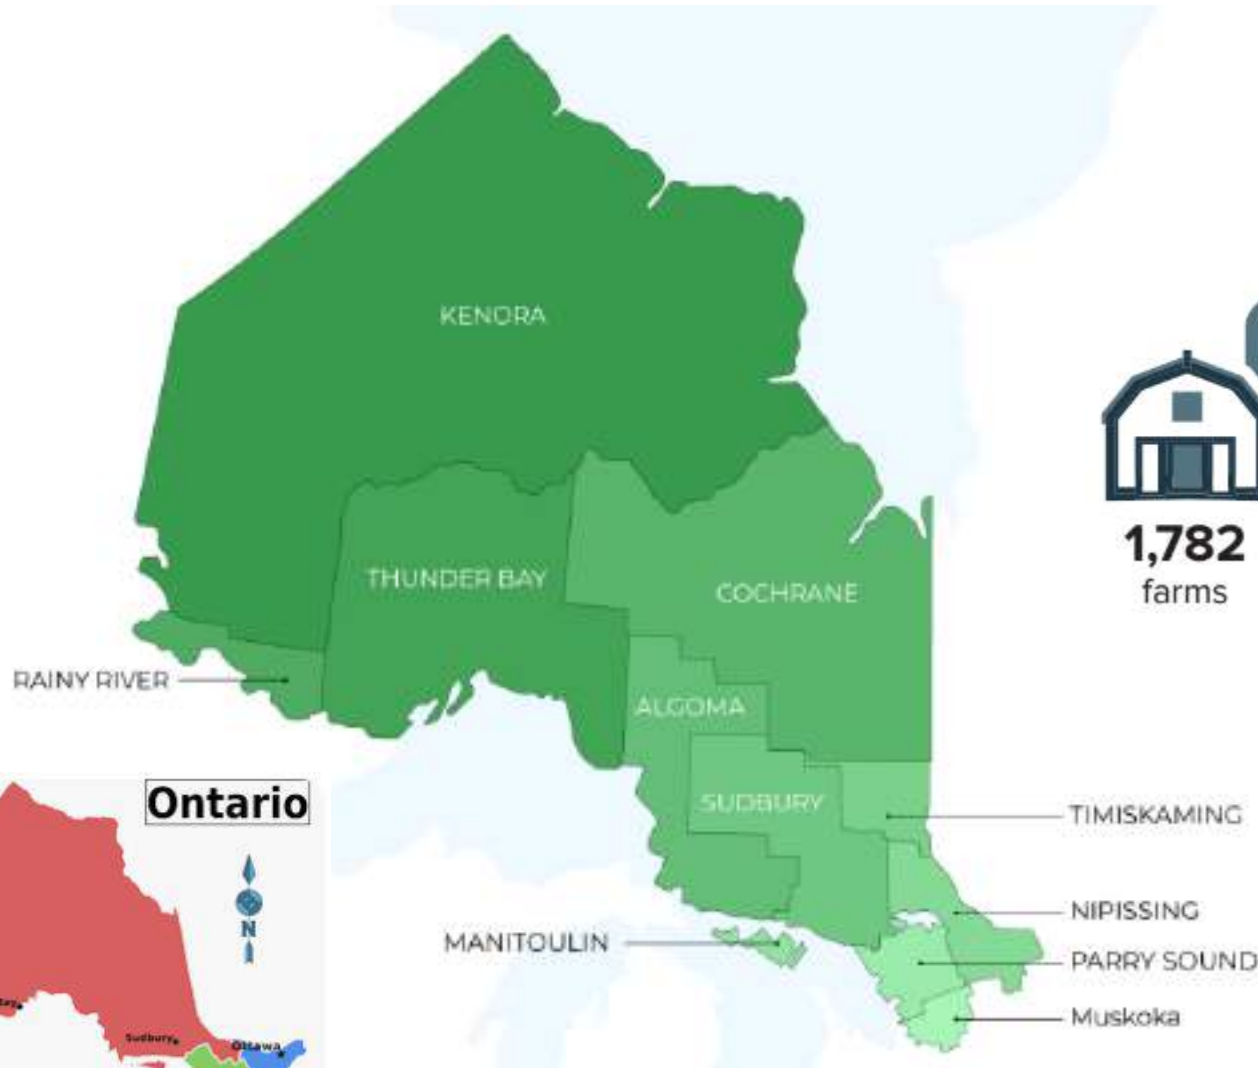 KENORA
THUNDER BAY
COCHRANE
1,782
farms
RAINY RIVER
ALGOMA
SUDBURY
TIMISKAMING
NIPISSING
MANITOULIN
PARRY SOUND
Muskoka
Ontario
N
Sudbury
Ottawa